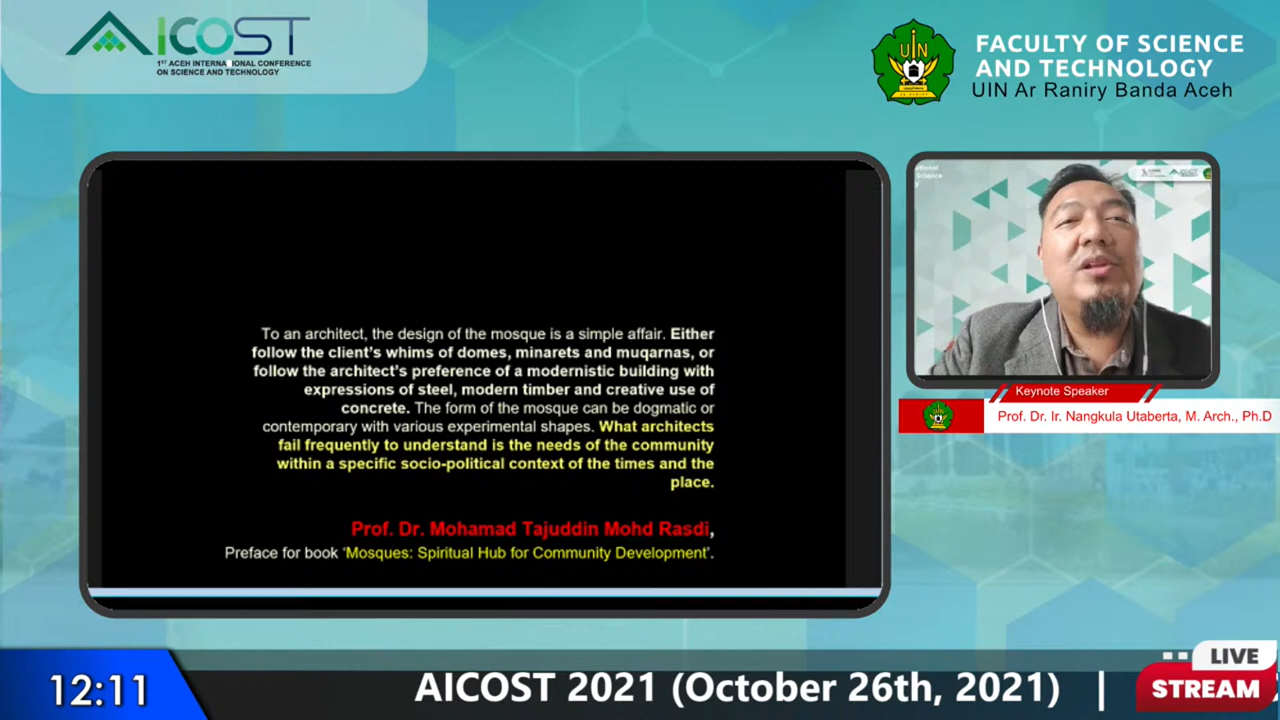 AICOST
1ST ACEH INTERNATIONAL CONFERENCE
ON SCIENCE AND TECHNOLOGY
UIN
FACULTY OF SCIENCE
AND TECHNOLOGY
UIN Ar Raniry Banda Aceh
To an architect, the design of the mosque is a simple affair. Either
follow the client's whims of domes, minarets and muqarnas, or
follow the architect's preference of a modernistic building with
expressions of steel, modern timber and creative use of
concrete. The form of the mosque can be dogmatic or
contemporary with various experimental shapes. What architects
fail frequently to understand is the needs of the community
within a specific socio-political context of the times and the
place.
Prof. Dr. Mohamad Tajuddin Mohd Rasdi,
Preface for book 'Mosques: Spiritual Hub for Community Development'.
Science
Keynote Speaker
Prof. Dr. Ir. Nangkula Utaberta, M. Arch., Ph.D
12:11
AICOST 2021 (October 26th, 2021) |
LIVE
STREAM